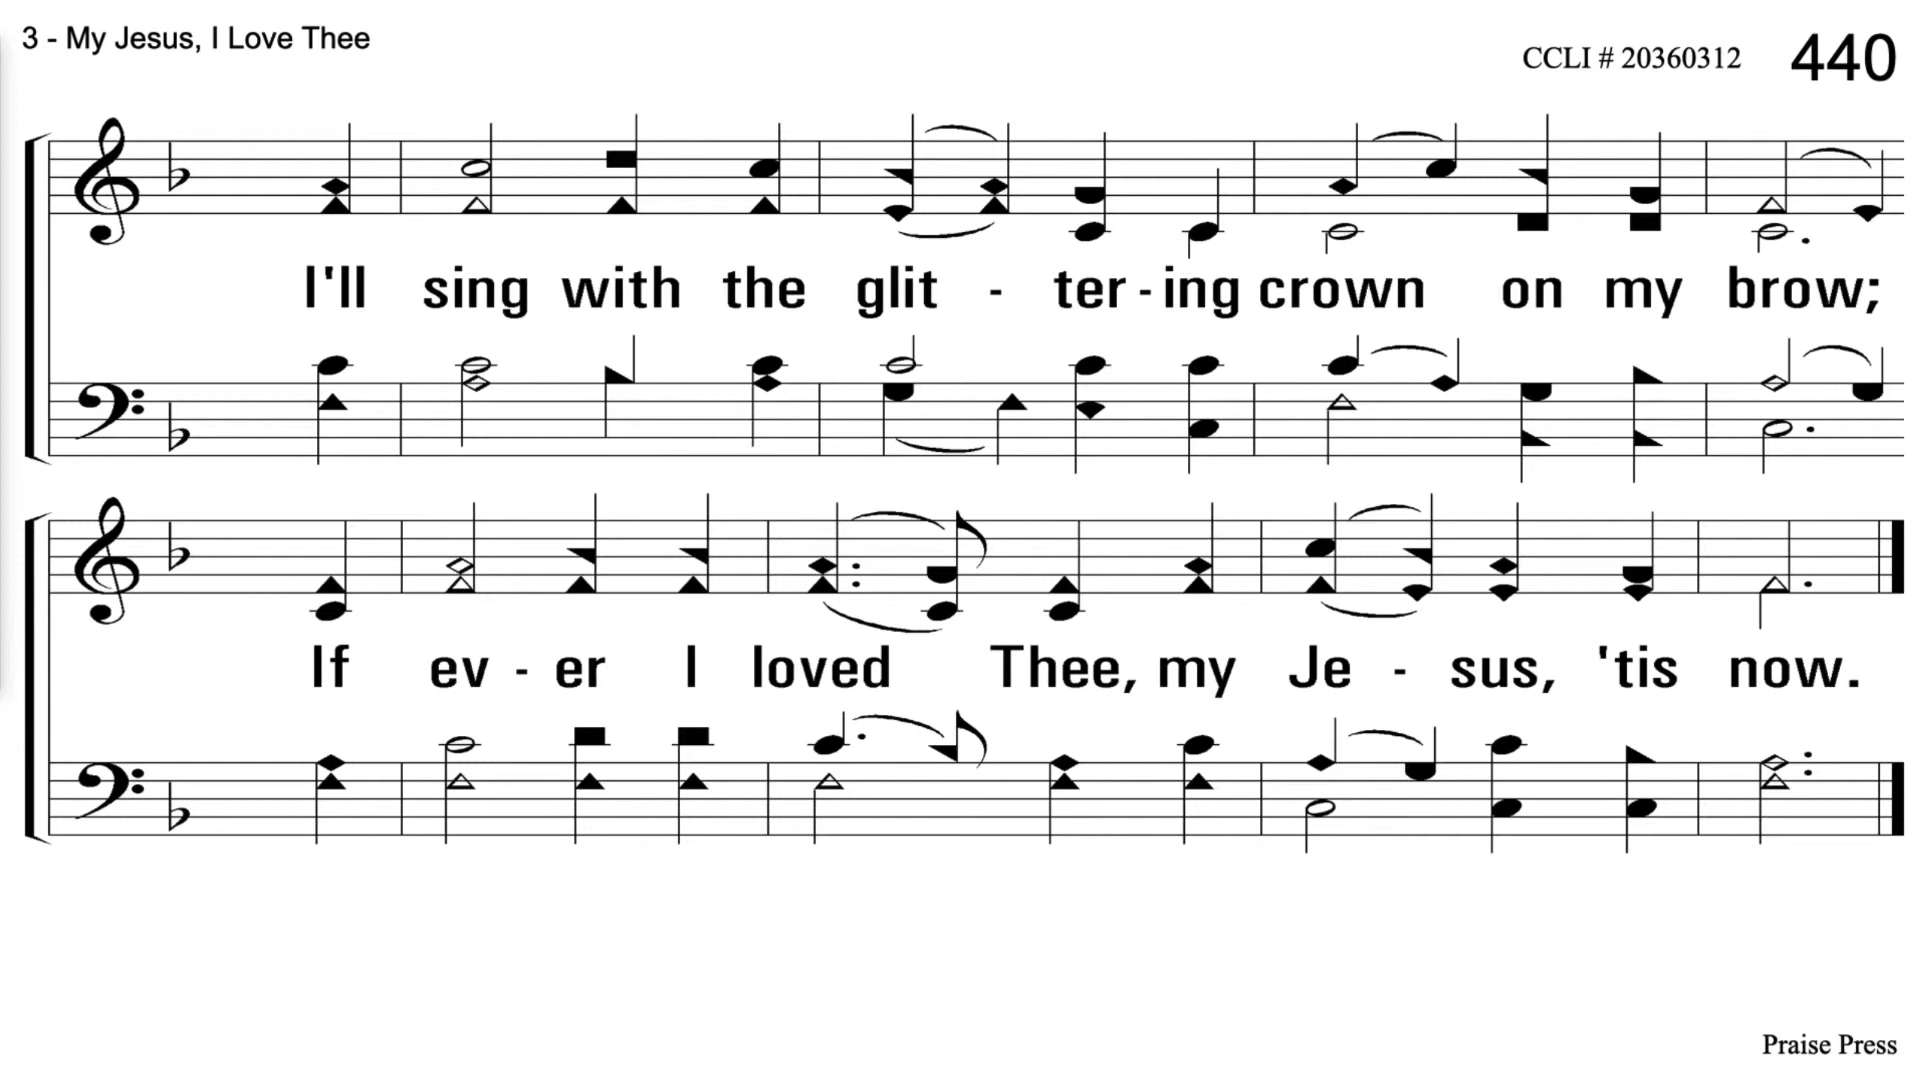 3 - My Jesus, I Love Thee
CCLI # 20360312 440
I'll sing with the glit - ter - ing crown on my brow;
If ev - er I loved Thee, my Je - sus, 'tis now.
Praise Press